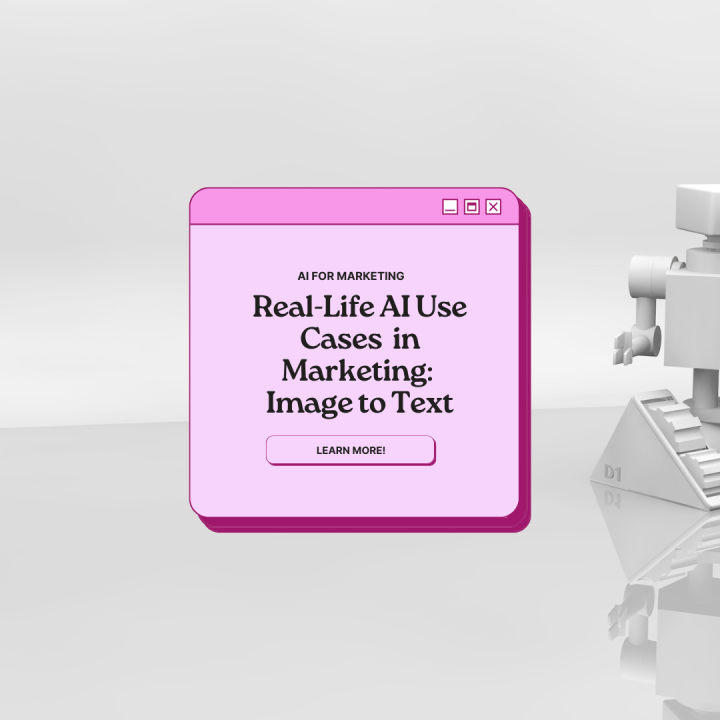 AI FOR MARKETING
Real-Life AI Use
Cases in
Marketing:
Image to Text
LEARN MORE!
D1